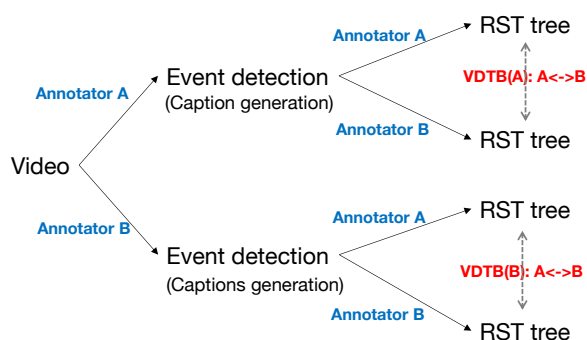 RST tree
Annotator A
VDTB(A): A<->B
Event detection
(Caption generation)
Annotator A
Annotator B
RST tree
Video
RST tree
Annotator A
Annotator B
Event detection
(Captions generation)
VDTB(B): A<->B
Annotator B
RST tree